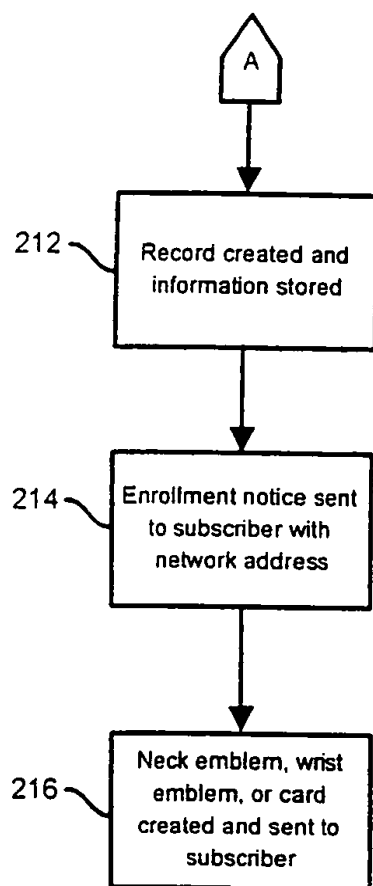 A
212
Record created and
information stored
214
Enrollment notice sent
to subscriber with
network address
216
Neck emblem, wrist
emblem, or card
created and sent to
subscriber